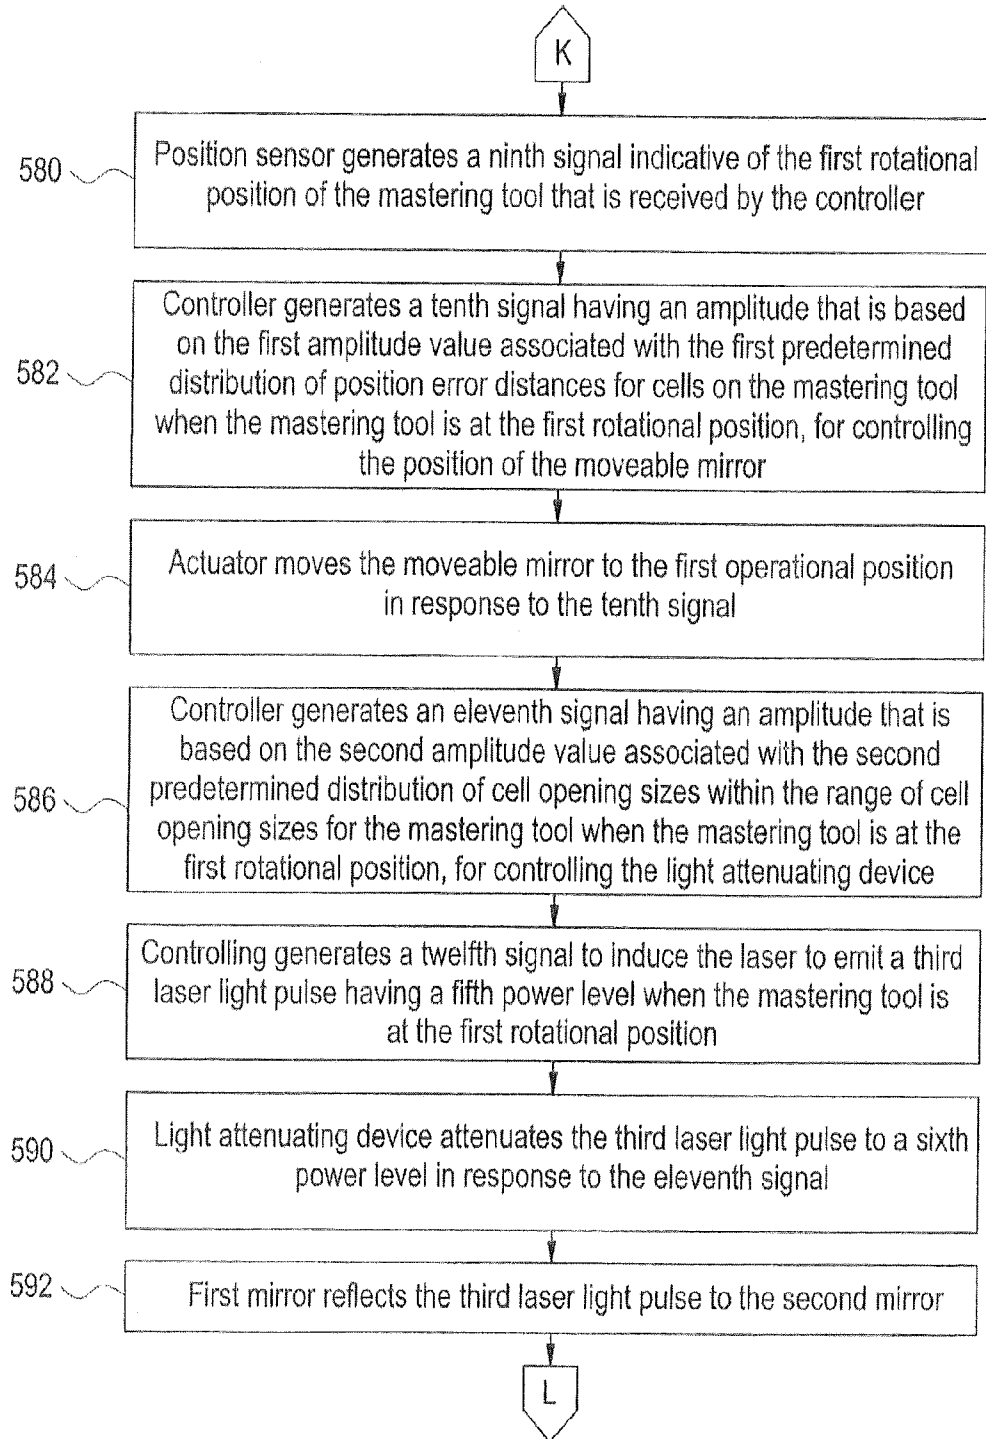 K
580
Position sensor generates a ninth signal indicative of the first rotational
position of the mastering tool that is received by the controller
582
Controller generates a tenth signal having an amplitude that is based
on the first amplitude value associated with the first predetermined
distribution of position error distances for cells on the mastering tool
when the mastering tool is at the first rotational position, for controlling
the position of the moveable mirror
584
Actuator moves the moveable mirror to the first operational position
in response to the tenth signal
586
Controller generates an eleventh signal having an amplitude that is
based on the second amplitude value associated with the second
predetermined distribution of cell opening sizes within the range of cell
opening sizes for the mastering tool when the mastering tool is at the
first rotational position, for controlling the light attenuating device
588
Controlling generates a twelfth signal to induce the laser to emit a third
laser light pulse having a fifth power level when the mastering tool is
at the first rotational position
590
Light attenuating device attenuates the third laser light pulse to a sixth
power level in response to the eleventh signal
592
First mirror reflects the third laser light pulse to the second mirror
L